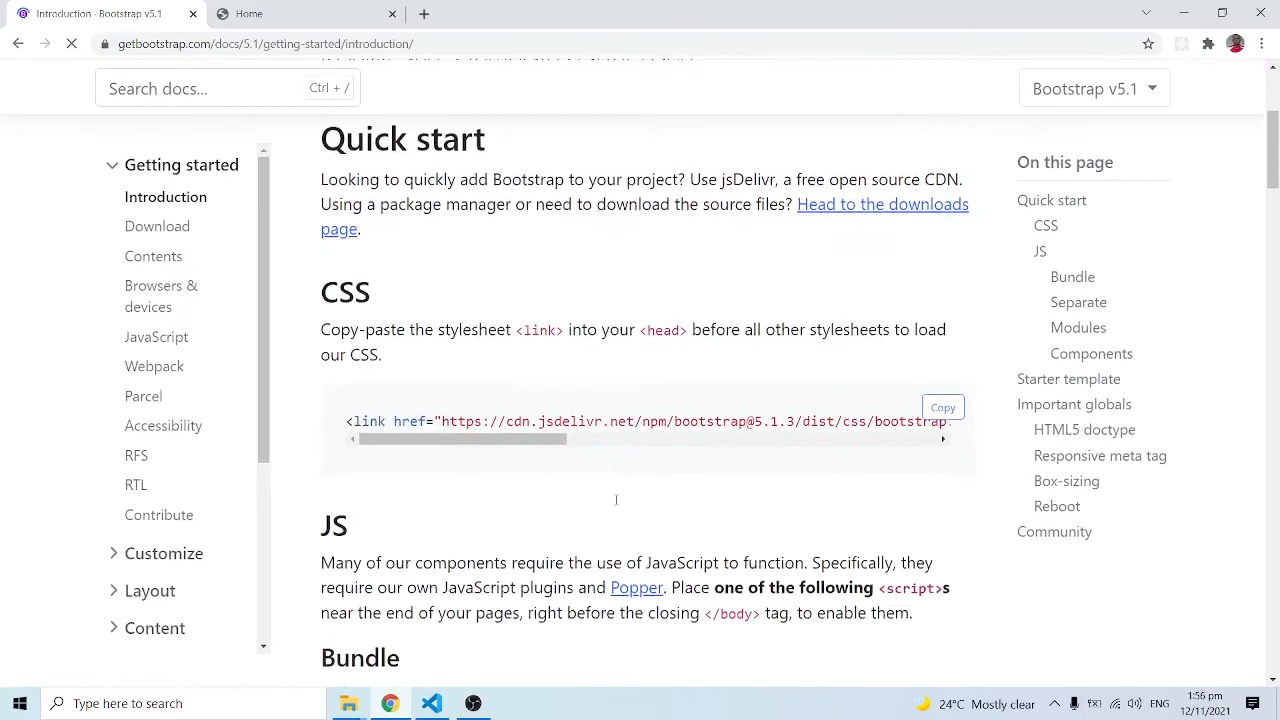 Introduction · Bootstrap v5.1
Home
getbootstrap.com/docs/5.1/getting-started/introduction/
Search docs...
Ctrl + /
Bootstrap v5.1
Getting started
Introduction
Download
Contents
Browsers &
devices
JavaScript
Webpack
Parcel
Accessibility
RFS
RTL
Contribute
Customize
Layout
Content
Quick start
Looking to quickly add Bootstrap to your project? Use jsDelivr, a free open source CDN.
Using a package manager or need to download the source files? Head to the downloads
page.
CSS
Copy-paste the stylesheet <link> into your <head> before all other stylesheets to load
our CSS.
Copy
<link href="https://cdn.jsdelivr.net/npm/bootstrap@5.1.3/dist/css/bootstrap.
JS
Many of our components require the use of JavaScript to function. Specifically, they
require our own JavaScript plugins and Popper. Place one of the following <script>s
near the end of your pages, right before the closing </body> tag, to enable them.
Bundle
On this page
Quick start
CSS
JS
Bundle
Separate
Modules
Components
Starter template
Important globals
HTML5 doctype
Responsive meta tag
Box-sizing
Reboot
Community
Type here to search
24°C Mostly clear
ENG
1:56 pm
12/11/2021